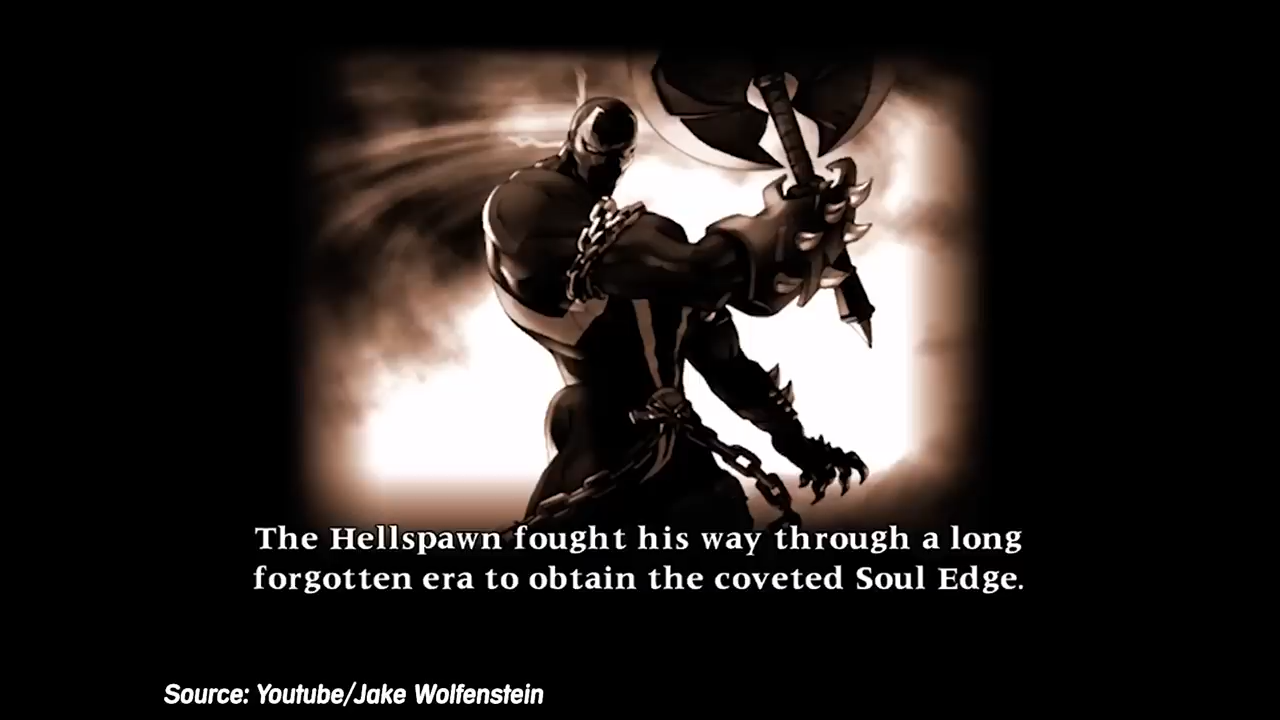 The Hellspawn fought his way through a long
forgotten era to obtain the coveted Soul Edge.
Source: Youtube/Jake Wolfenstein